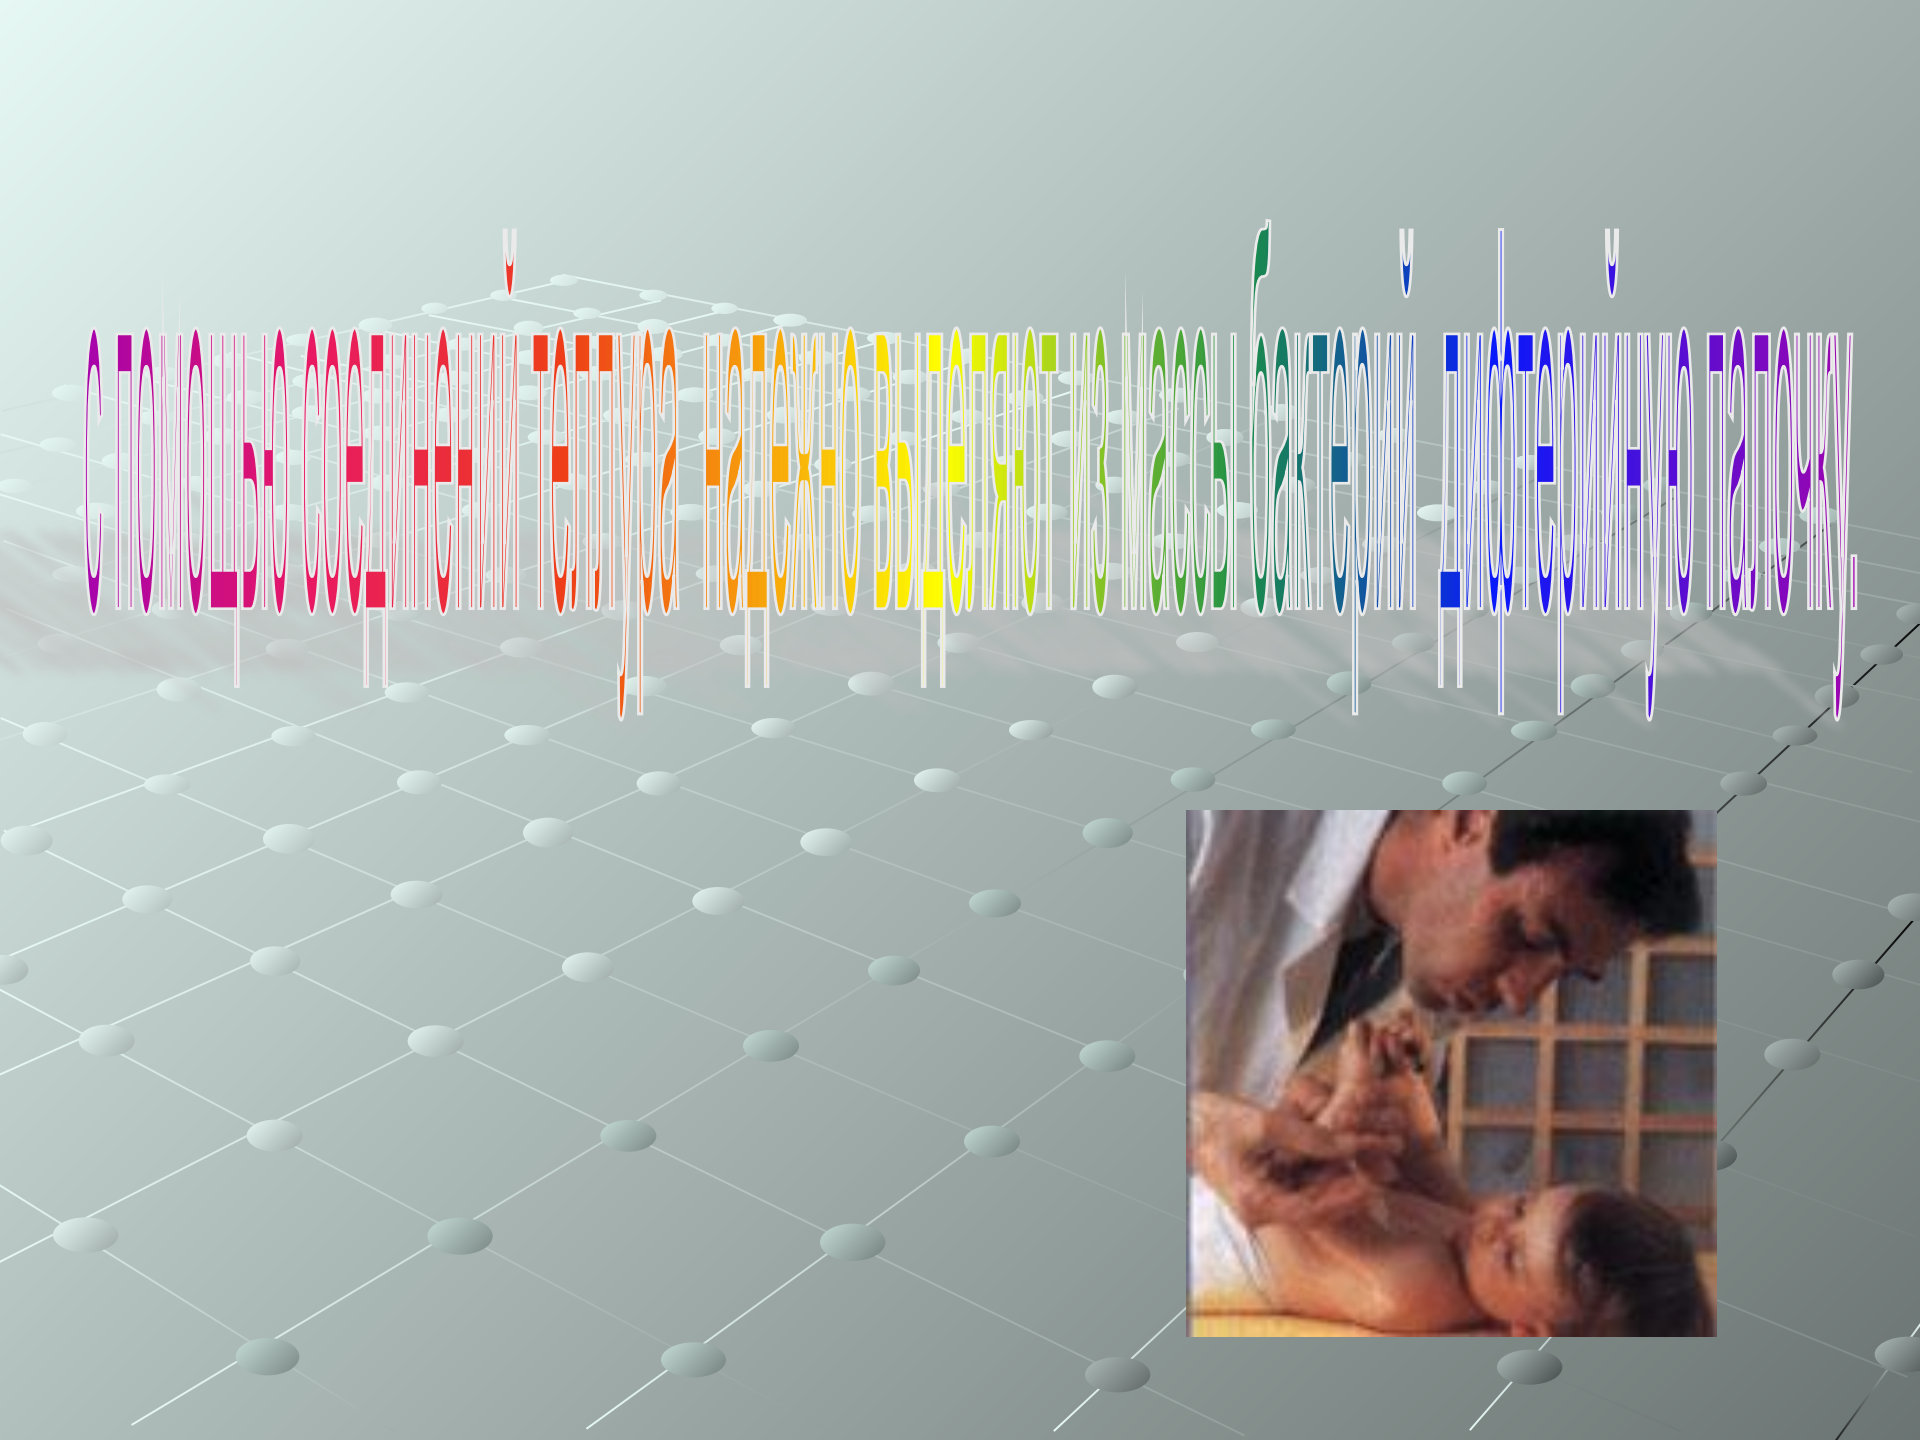 с помощью соединений теллура надежно выделяют из массы бактерий дифтерийную палочку.